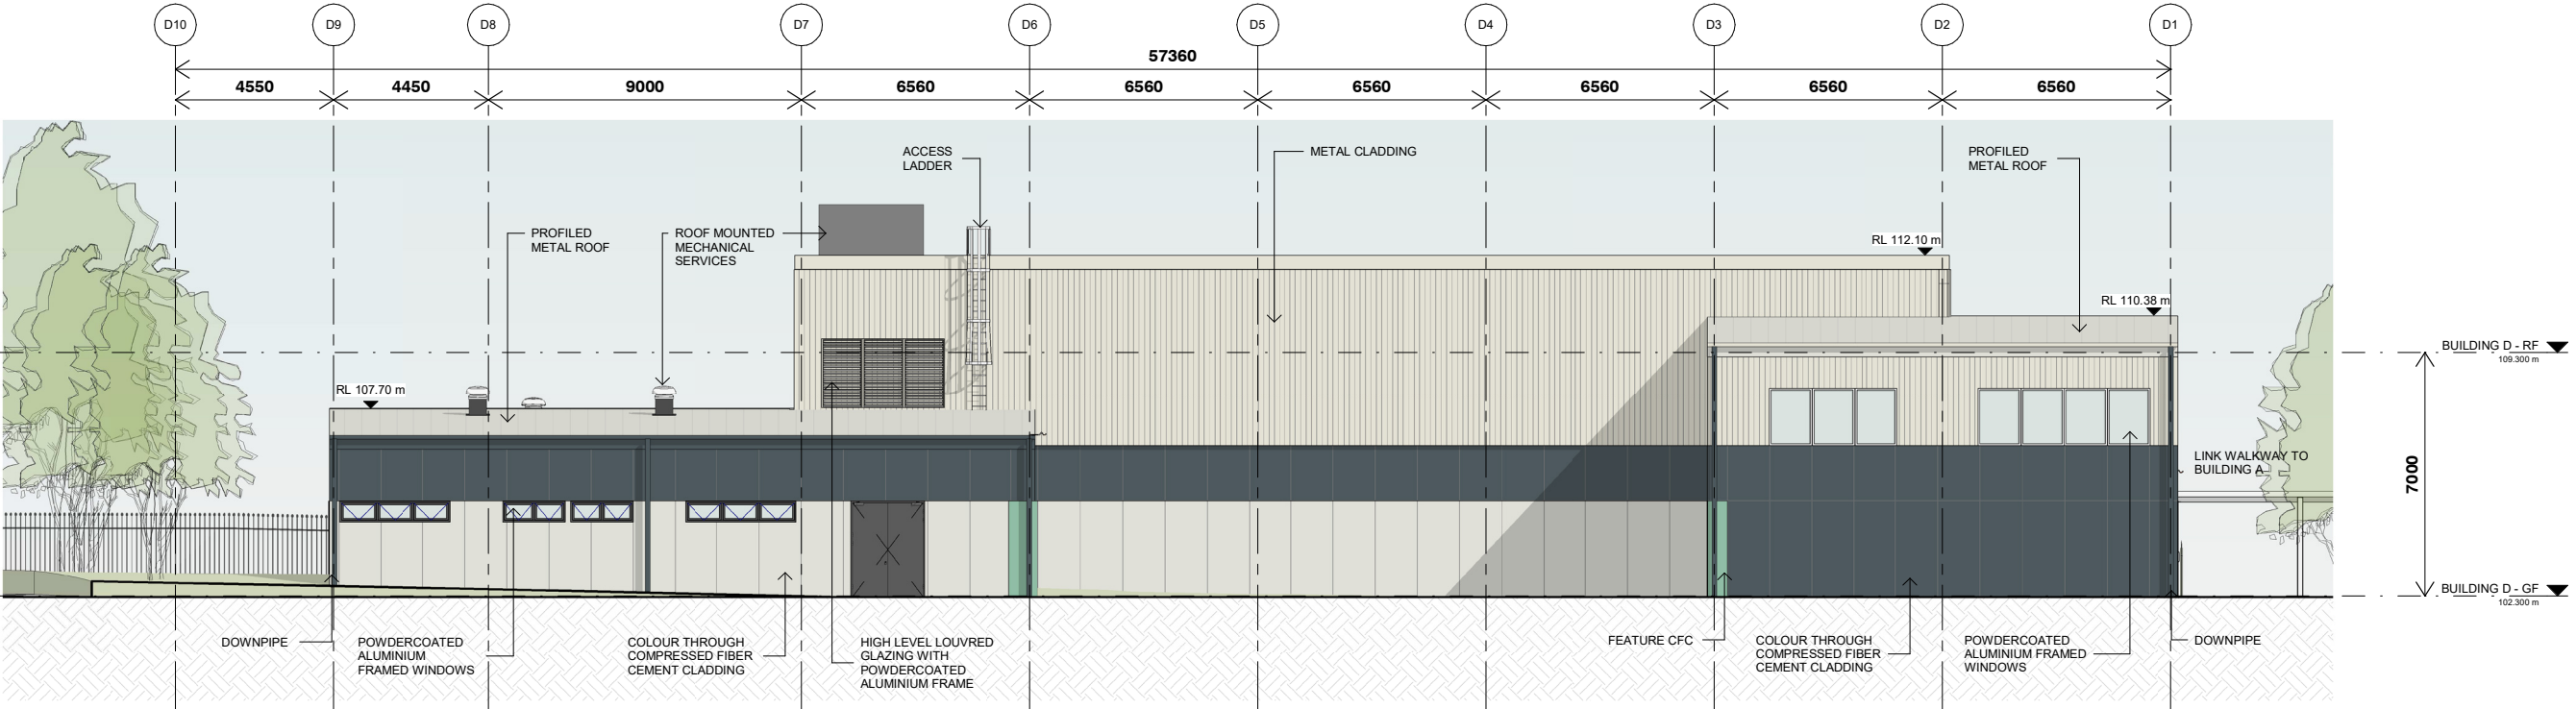 D10
D9
D8
D7
D6
D5
D4
D3
D2
D1
57360
4550
4450
9000
6560
6560
6560
6560
6560
6560
ACCESS
LADDER
METAL CLADDING
PROFILED
METAL ROOF
PROFILED
METAL ROOF
ROOF MOUNTED
MECHANICAL
SERVICES
RL 112.10 m
RL 110.38 m
RL 107.70 m
BUILDING D - RF
109.300 m
LINK WALKWAY TO
BUILDING A
7000
BUILDING D - GF
102.300 m
DOWNPIPE
POWDERCOATED
ALUMINIUM
FRAMED WINDOWS
COLOUR THROUGH
COMPRESSED FIBER
CEMENT CLADDING
HIGH LEVEL LOUVRED
GLAZING WITH
POWDERCOATED
ALUMINIUM FRAME
FEATURE CFC
COLOUR THROUGH
COMPRESSED FIBER
CEMENT CLADDING
POWDERCOATED
ALUMINIUM FRAMED
WINDOWS
DOWNPIPE